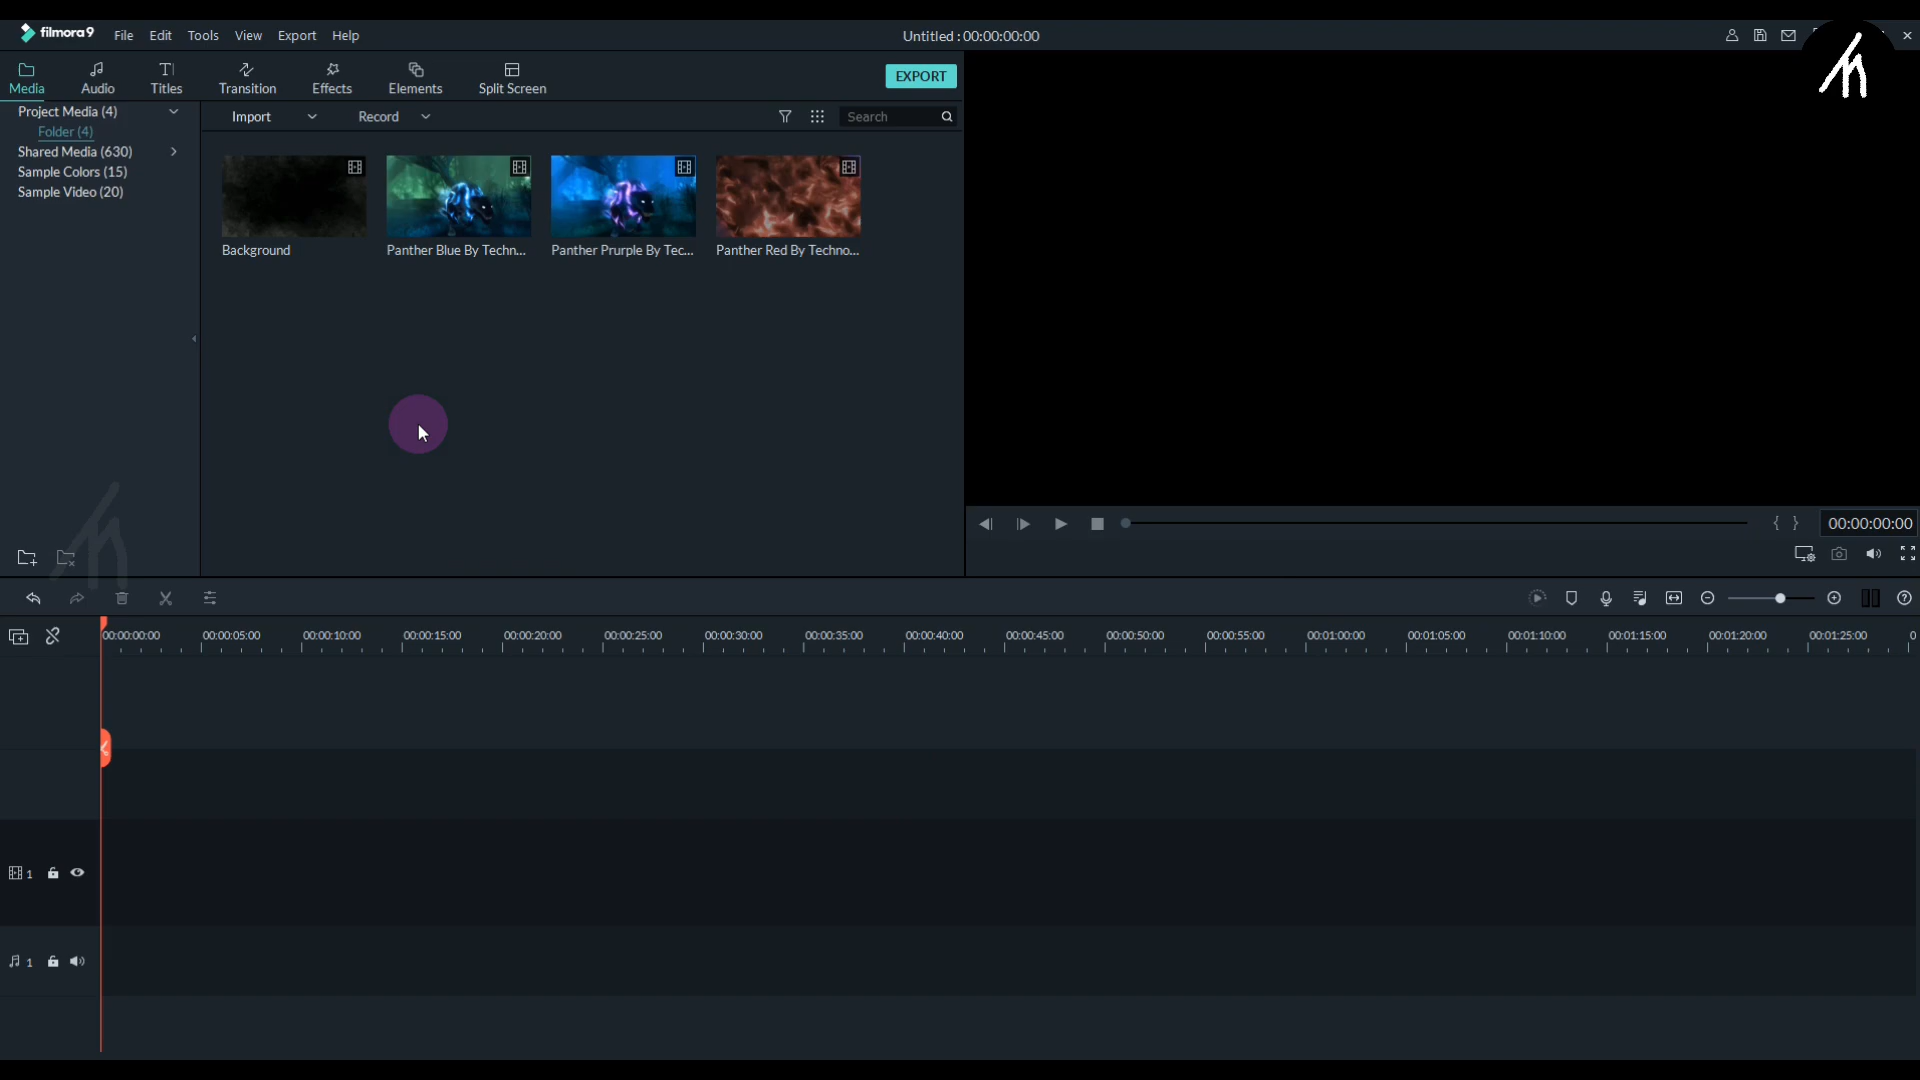 filmora9 File Edit Tools View Export Help
Untitled : 00:00:00:00
Media Audio Titles Transition Effects Elements Split Screen
EXPORT
Project Media (4)
Folder (4)
Shared Media (630)
Sample Colors (15)
Sample Video (20)
Import Record Search
Background Panther Blue By Techn... Panther Prurple By Tec... Panther Red By Techno...
{ } 00:00:00:00
00:00:00:00 00:00:05:00 00:00:10:00 00:00:15:00 00:00:20:00 00:00:25:00 00:00:30:00 00:00:35:00 00:00:40:00 00:00:45:00 00:00:50:00 00:00:55:00 00:01:00:00 00:01:05:00 00:01:10:00 00:01:15:00 00:01:20:00 00:01:25:00 0
1
1